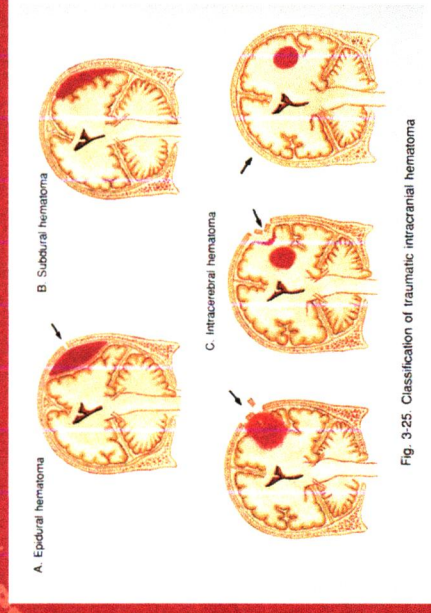 A. Epidural hematoma
B. Subdural hematoma
C. Intracerebral hematoma
Fig. 3-25. Classification of traumatic intracranial hematoma